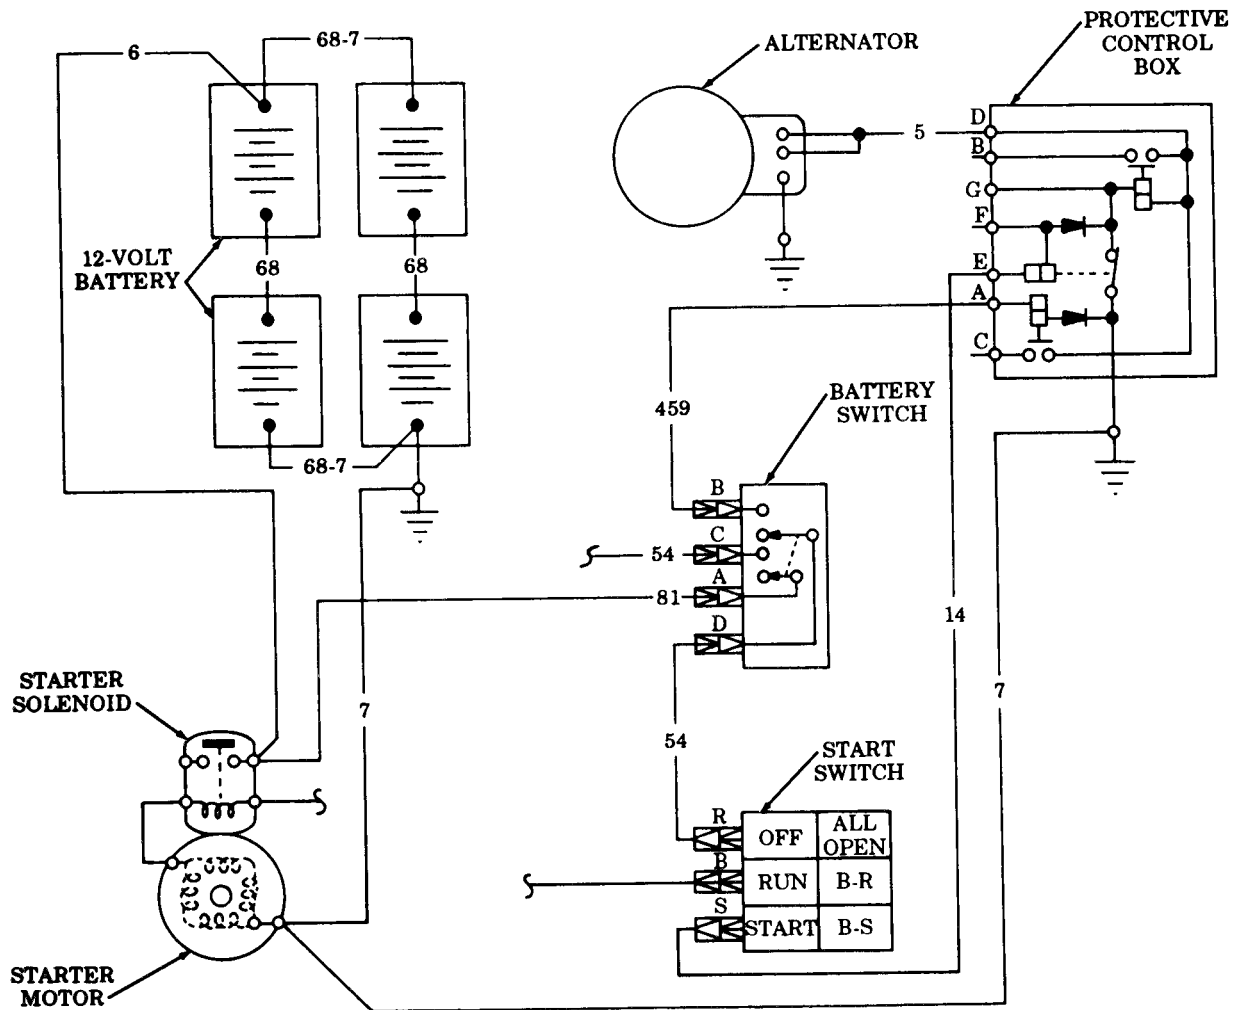 6
68-7
ALTERNATOR
PROTECTIVE
CONTROL
BOX
D
5
B
G
F
12-VOLT
BATTERY
68
68
E
A
C
BATTERY
SWITCH
459
68-7
B
C
54
A
81
D
14
STARTER
SOLENOID
7
7
54
START
SWITCH
R
OFF
ALL
OPEN
B
RUN
B-R
S
START
B-S
STARTER
MOTOR